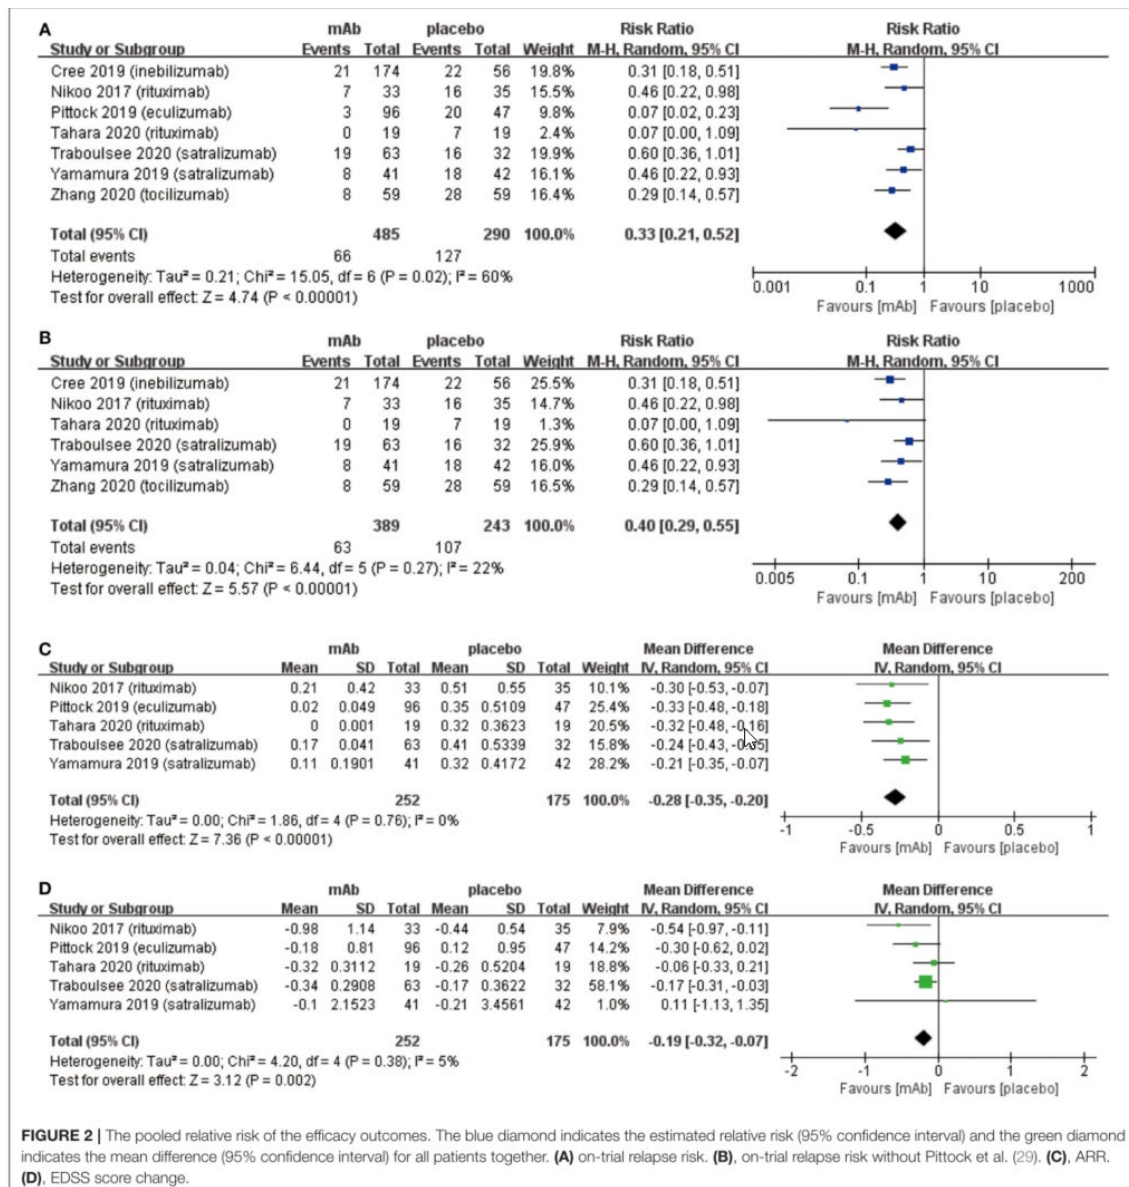 A
mAb placebo Risk Ratio Risk Ratio
Study or Subgroup Events Total Events Total Weight M-H, Random, 95% CI M-H, Random, 95% CI
Cree 2019 (inebilizumab) 21 174 22 56 19.8% 0.31 [0.18, 0.51]
Nikoo 2017 (rituximab) 7 33 16 35 15.5% 0.46 [0.22, 0.98]
Pittock 2019 (eculizumab) 3 96 20 47 9.8% 0.07 [0.02, 0.23]
Tahara 2020 (rituximab) 0 19 7 19 2.4% 0.07 [0.00, 1.09]
Traboulsee 2020 (satralizumab) 19 63 16 32 19.9% 0.60 [0.36, 1.01]
Yamamura 2019 (satralizumab) 8 41 18 42 16.1% 0.46 [0.22, 0.93]
Zhang 2020 (tocilizumab) 8 59 28 59 16.4% 0.29 [0.14, 0.57]
Total (95% CI) 485 290 100.0% 0.33 [0.21, 0.52]
Total events 66 127
Heterogeneity: Tau² = 0.21; Chi² = 15.05, df = 6 (P = 0.02); I² = 60%
Test for overall effect: Z = 4.74 (P < 0.00001)
0.001 0.1 1 10 1000
Favours [mAb] Favours [placebo]
B
mAb placebo Risk Ratio Risk Ratio
Study or Subgroup Events Total Events Total Weight M-H, Random, 95% CI M-H, Random, 95% CI
Cree 2019 (inebilizumab) 21 174 22 56 25.5% 0.31 [0.18, 0.51]
Nikoo 2017 (rituximab) 7 33 16 35 14.7% 0.46 [0.22, 0.98]
Tahara 2020 (rituximab) 0 19 7 19 1.3% 0.07 [0.00, 1.09]
Traboulsee 2020 (satralizumab) 19 63 16 32 25.9% 0.60 [0.36, 1.01]
Yamamura 2019 (satralizumab) 8 41 18 42 16.0% 0.46 [0.22, 0.93]
Zhang 2020 (tocilizumab) 8 59 28 59 16.5% 0.29 [0.14, 0.57]
Total (95% CI) 389 243 100.0% 0.40 [0.29, 0.55]
Total events 63 107
Heterogeneity: Tau² = 0.04; Chi² = 6.44, df = 5 (P = 0.27); I² = 22%
Test for overall effect: Z = 5.57 (P < 0.00001)
0.005 0.1 1 10 200
Favours [mAb] Favours [placebo]
C
mAb placebo Mean Difference Mean Difference
Study or Subgroup Mean SD Total Mean SD Total Weight IV, Random, 95% CI IV, Random, 95% CI
Nikoo 2017 (rituximab) 0.21 0.42 33 0.51 0.55 35 10.1% -0.30 [-0.53, -0.07]
Pittock 2019 (eculizumab) 0.02 0.049 96 0.35 0.5109 47 25.4% -0.33 [-0.48, -0.18]
Tahara 2020 (rituximab) 0 0.001 19 0.32 0.3623 19 20.5% -0.32 [-0.48, -0.16]
Traboulsee 2020 (satralizumab) 0.17 0.041 63 0.41 0.5339 32 15.8% -0.24 [-0.43,
Yamamura 2019 (satralizumab) 0.11 0.1901 41 0.32 0.4172 42 28.2% -0.21 [-0.35, -0.07]
Total (95% CI) 252 175 100.0% -0.28 [-0.35, -0.20]
Heterogeneity: Tau² = 0.00; Chi² = 1.86, df = 4 (P = 0.76); I² = 0%
Test for overall effect: Z = 7.36 (P < 0.00001)
-1 -0.5 0 0.5 1
Favours [mAb] Favours [placebo]
D
mAb placebo Mean Difference Mean Difference
Study or Subgroup Mean SD Total Mean SD Total Weight IV, Random, 95% CI IV, Random, 95% CI
Nikoo 2017 (rituximab) -0.98 1.14 33 -0.44 0.54 35 7.9% -0.54 [-0.97, -0.11]
Pittock 2019 (eculizumab) -0.18 0.81 96 0.12 0.95 47 14.2% -0.30 [-0.62, 0.02]
Tahara 2020 (rituximab) -0.32 0.3112 19 -0.26 0.5204 19 18.8% -0.06 [-0.33, 0.21]
Traboulsee 2020 (satralizumab) -0.34 0.2908 63 -0.17 0.3622 32 58.1% -0.17 [-0.31, -0.03]
Yamamura 2019 (satralizumab) -0.1 2.1523 41 -0.21 3.4561 42 1.0% 0.11 [-1.13, 1.35]
Total (95% CI) 252 175 100.0% -0.19 [-0.32, -0.07]
Heterogeneity: Tau² = 0.00; Chi² = 4.20, df = 4 (P = 0.38); I² = 5%
Test for overall effect: Z = 3.12 (P = 0.002)
-2 -1 0 1 2
Favours [mAb] Favours [placebo]
FIGURE 2 | The pooled relative risk of the efficacy outcomes. The blue diamond indicates the estimated relative risk (95% confidence interval) and the green diamond
indicates the mean difference (95% confidence interval) for all patients together. (A) on-trial relapse risk. (B), on-trial relapse risk without Pittock et al. (29). (C), ARR.
(D), EDSS score change.